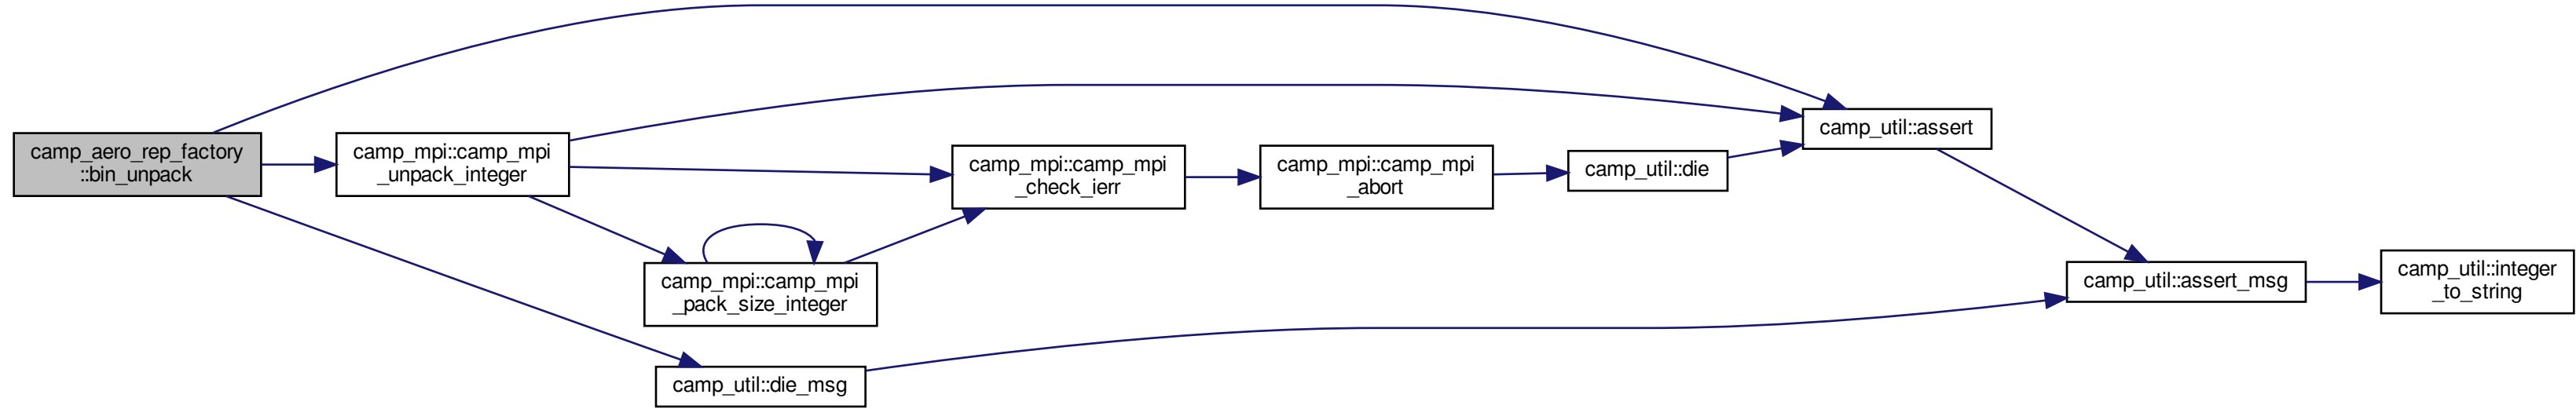 camp_aero_rep_factory
::bin_unpack
camp_mpi::camp_mpi
_unpack_integer
camp_mpi::camp_mpi
_pack_size_integer
camp_util::die_msg
camp_mpi::camp_mpi
_check_ierr
camp_mpi::camp_mpi
_abort
camp_util::die
camp_util::assert
camp_util::assert_msg
camp_util::integer
_to_string